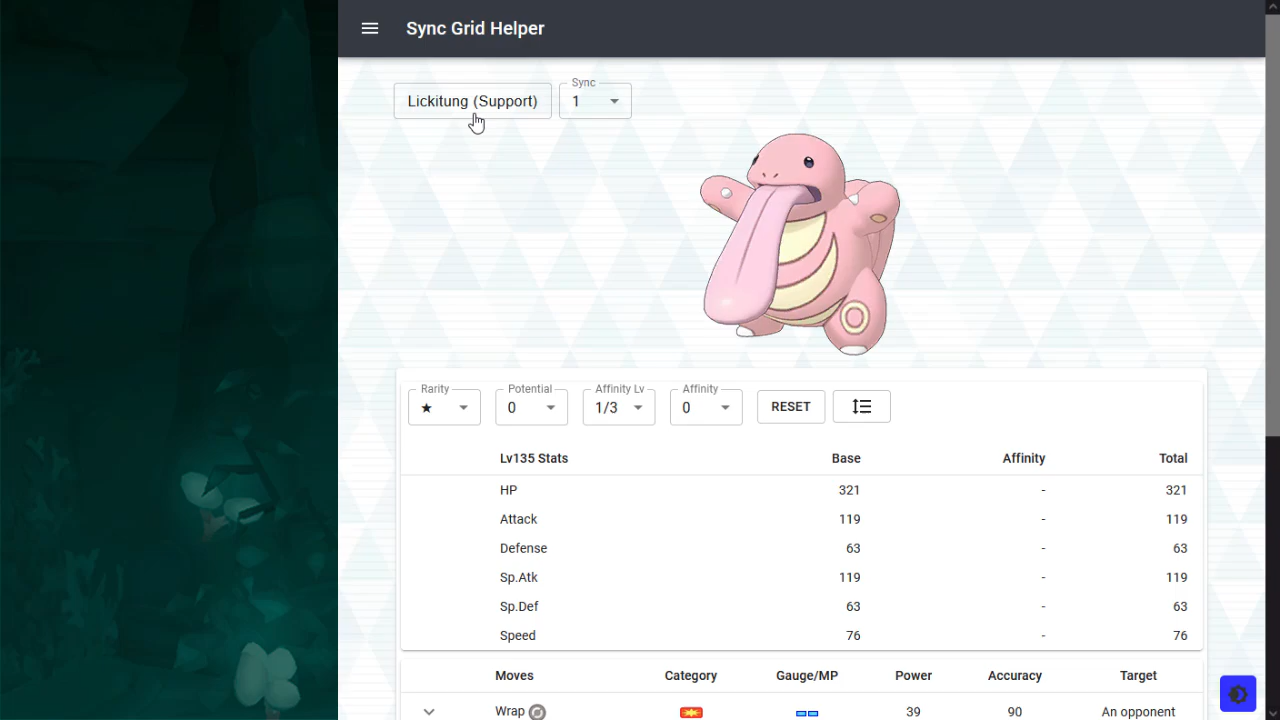 Sync Grid Helper
Sync
Lickitung (Support) 1
Rarity Potential Affinity Lv Affinity
★ 0 1/3 0 RESET
Lv135 Stats Base Affinity Total
HP 321 - 321
Attack 119 - 119
Defense 63 - 63
Sp.Atk 119 - 119
Sp.Def 63 - 63
Speed 76 - 76
Moves Category Gauge/MP Power Accuracy Target
Wrap 39 90 An opponent